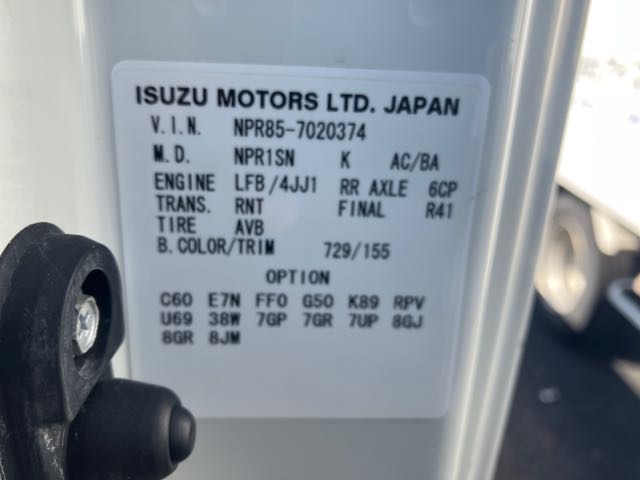 ISUZU MOTORS LTD. JAPAN
V.I.N. NPR85-7020374
M.D. NPR1SN K AC/BA
ENGINE LFB/4JJ1 RR AXLE 6CP
TRANS. RNT FINAL R41
TIRE AVB
B.COLOR/TRIM 729/155
OPTION
C60 E7N FF0 G50 K89 RPV
U69 38W 7GP 7GR 7UP 8GJ
8GR 8JM